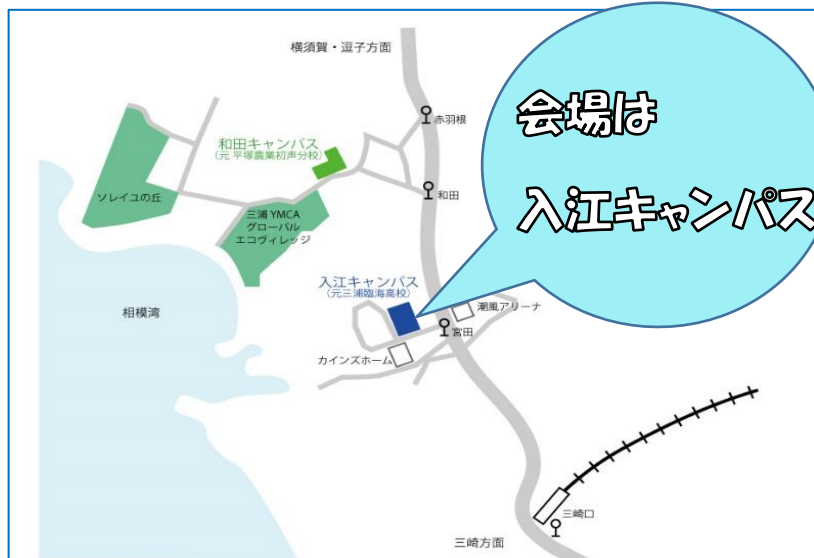 横須賀・逗子方面
会場は
入江キャンパス
赤羽根
和田キャンパス
(元 平塚農業初声分校)
和田
ソレイユの丘
三浦 YMCA
グローバル
エコヴィレッジ
入江キャンパス
(元三浦臨海高校)
相模湾
潮風アリーナ
宮田
カインズホーム
三崎口
三崎方面